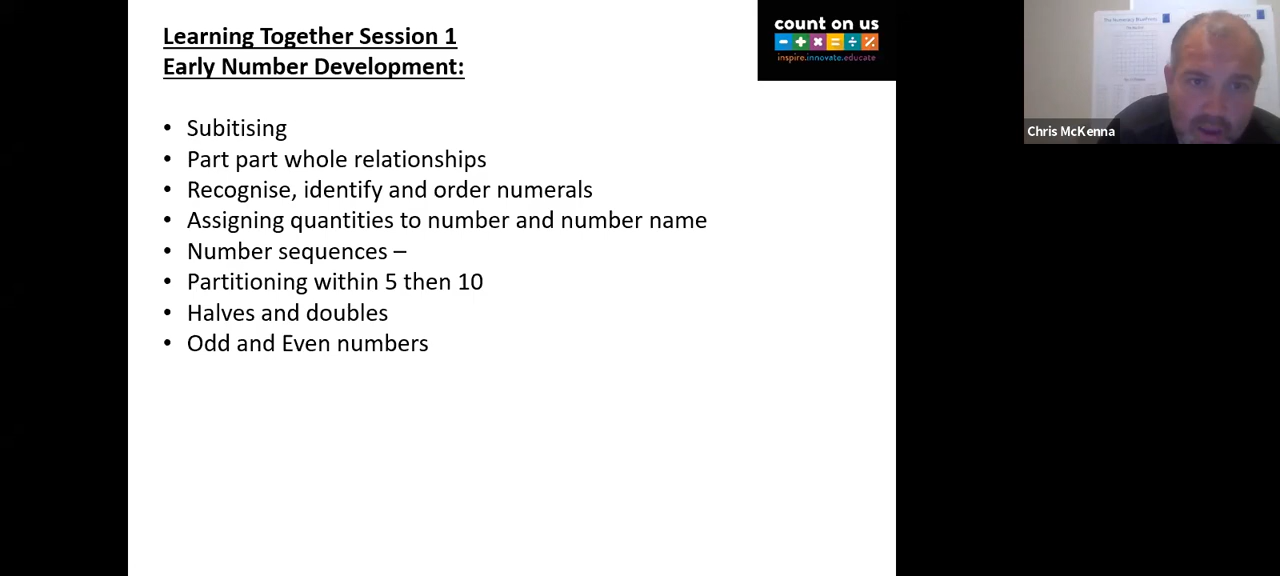 Learning Together Session 1
Early Number Development:
• Subitising
• Part part whole relationships
• Recognise, identify and order numerals
• Assigning quantities to number and number name
• Number sequences –
• Partitioning within 5 then 10
• Halves and doubles
• Odd and Even numbers
count on us
− + × = ÷ %
inspire.innovate.educate
Chris McKenna